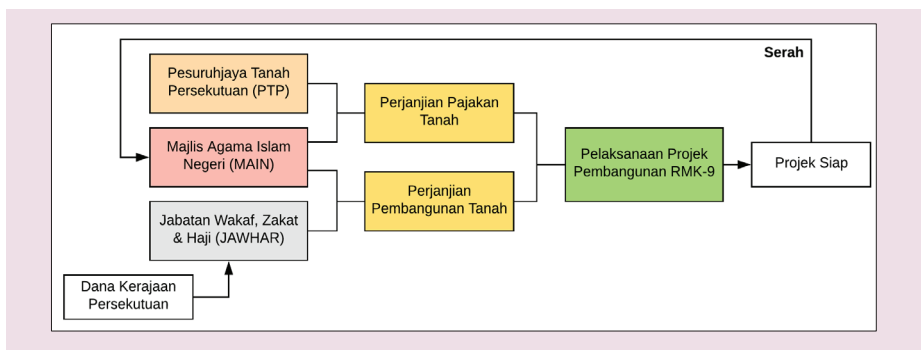 Serah
Pesuruhjaya Tanah
Persekutuan (PTP)
Perjanjian Pajakan
Tanah
Majlis Agama Islam
Negeri (MAIN)
Pelaksanaan Projek
Pembangunan RMK-9
Projek Siap
Perjanjian
Pembangunan Tanah
Jabatan Wakaf, Zakat
& Haji (JAWHAR)
Dana Kerajaan
Persekutuan